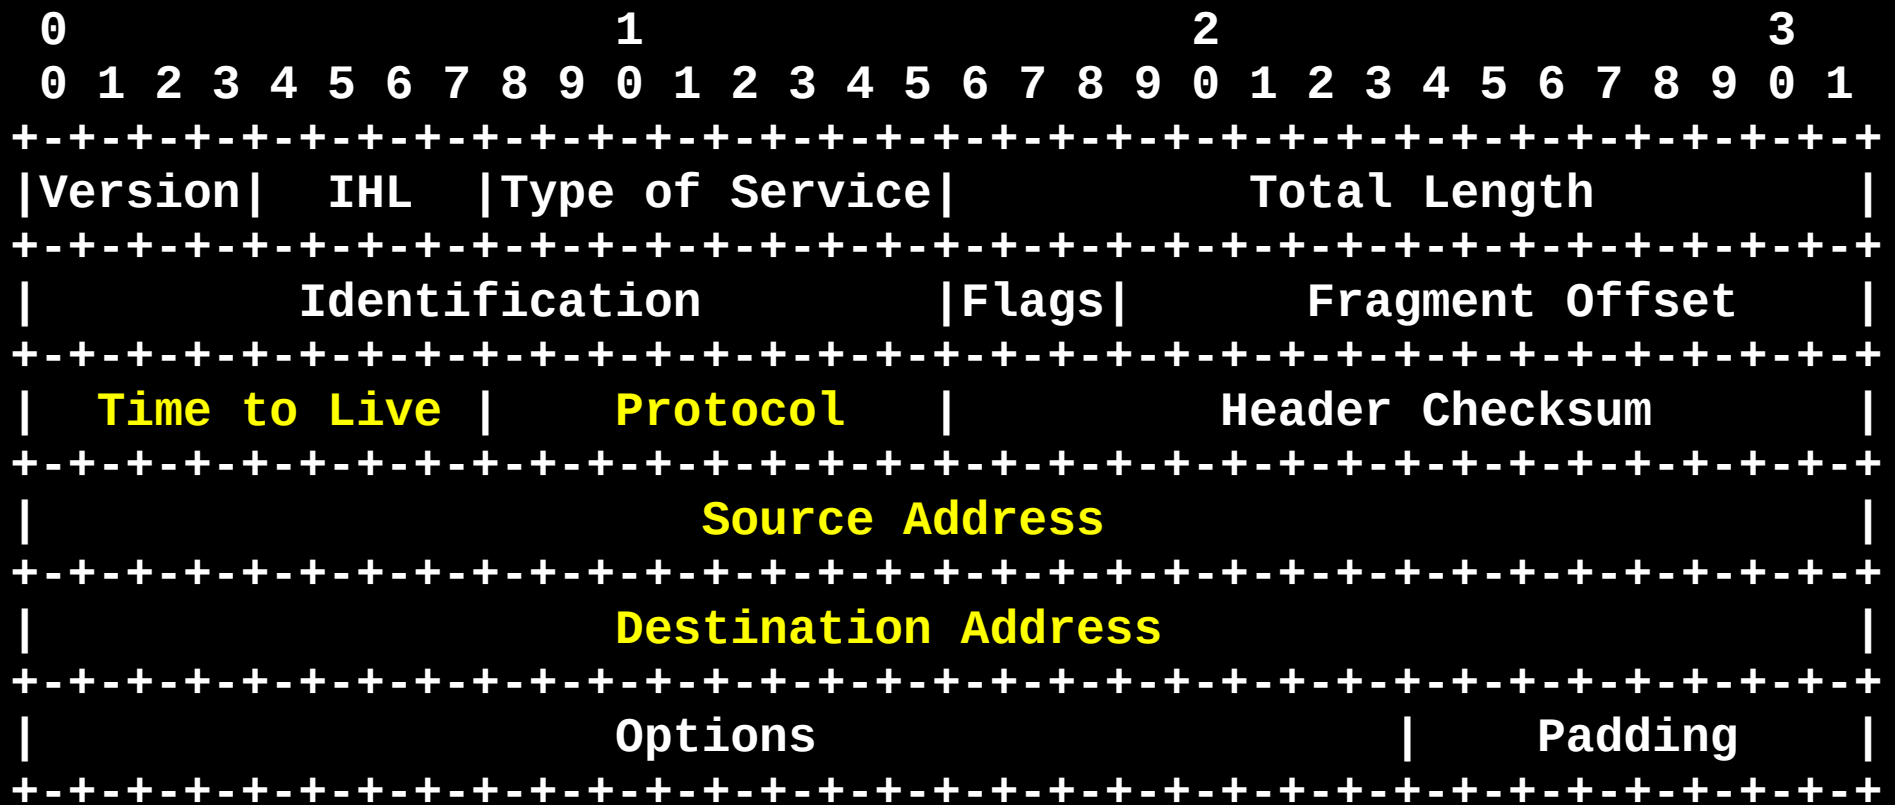 0                   1                   2                   3
 0 1 2 3 4 5 6 7 8 9 0 1 2 3 4 5 6 7 8 9 0 1 2 3 4 5 6 7 8 9 0 1
+-+-+-+-+-+-+-+-+-+-+-+-+-+-+-+-+-+-+-+-+-+-+-+-+-+-+-+-+-+-+-+-+
|Version|  IHL  |Type of Service|          Total Length         |
+-+-+-+-+-+-+-+-+-+-+-+-+-+-+-+-+-+-+-+-+-+-+-+-+-+-+-+-+-+-+-+-+
|         Identification        |Flags|      Fragment Offset    |
+-+-+-+-+-+-+-+-+-+-+-+-+-+-+-+-+-+-+-+-+-+-+-+-+-+-+-+-+-+-+-+-+
|  Time to Live |    Protocol   |         Header Checksum       |
+-+-+-+-+-+-+-+-+-+-+-+-+-+-+-+-+-+-+-+-+-+-+-+-+-+-+-+-+-+-+-+-+
|                       Source Address                          |
+-+-+-+-+-+-+-+-+-+-+-+-+-+-+-+-+-+-+-+-+-+-+-+-+-+-+-+-+-+-+-+-+
|                    Destination Address                        |
+-+-+-+-+-+-+-+-+-+-+-+-+-+-+-+-+-+-+-+-+-+-+-+-+-+-+-+-+-+-+-+-+
|                    Options                    |    Padding    |
+-+-+-+-+-+-+-+-+-+-+-+-+-+-+-+-+-+-+-+-+-+-+-+-+-+-+-+-+-+-+-+-+